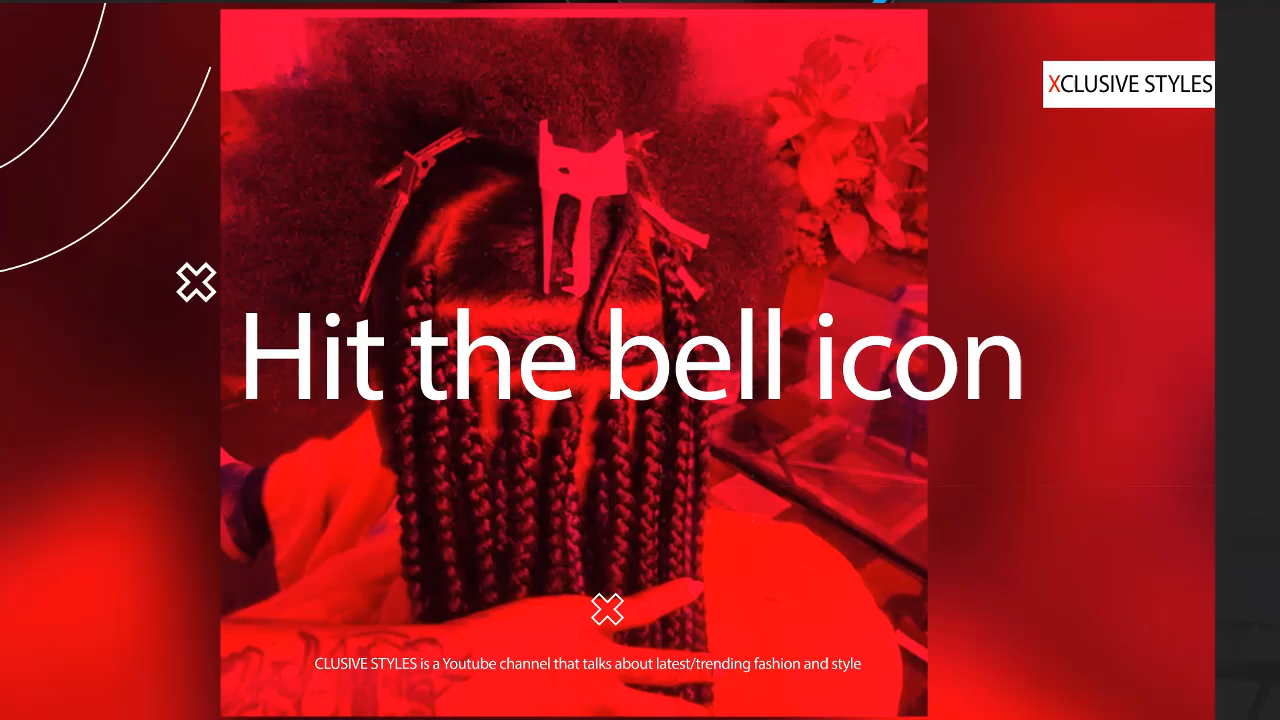 XCLUSIVE STYLES
Hit the bell icon
CLUSIVE STYLES is a Youtube channel that talks about latest/trending fashion and style